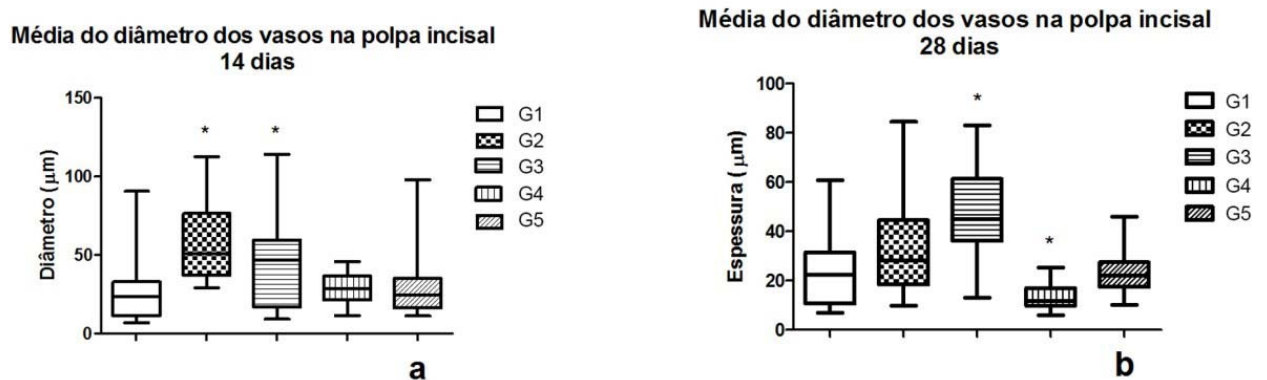 Média do diâmetro dos vasos na polpa incisal
14 dias
Diâmetro (µm)
150
100
50
0
*
*
G1
G2
G3
G4
G5
a
Média do diâmetro dos vasos na polpa incisal
28 dias
Espessura (µm)
100
80
60
40
20
0
*
*
G1
G2
G3
G4
G5
b